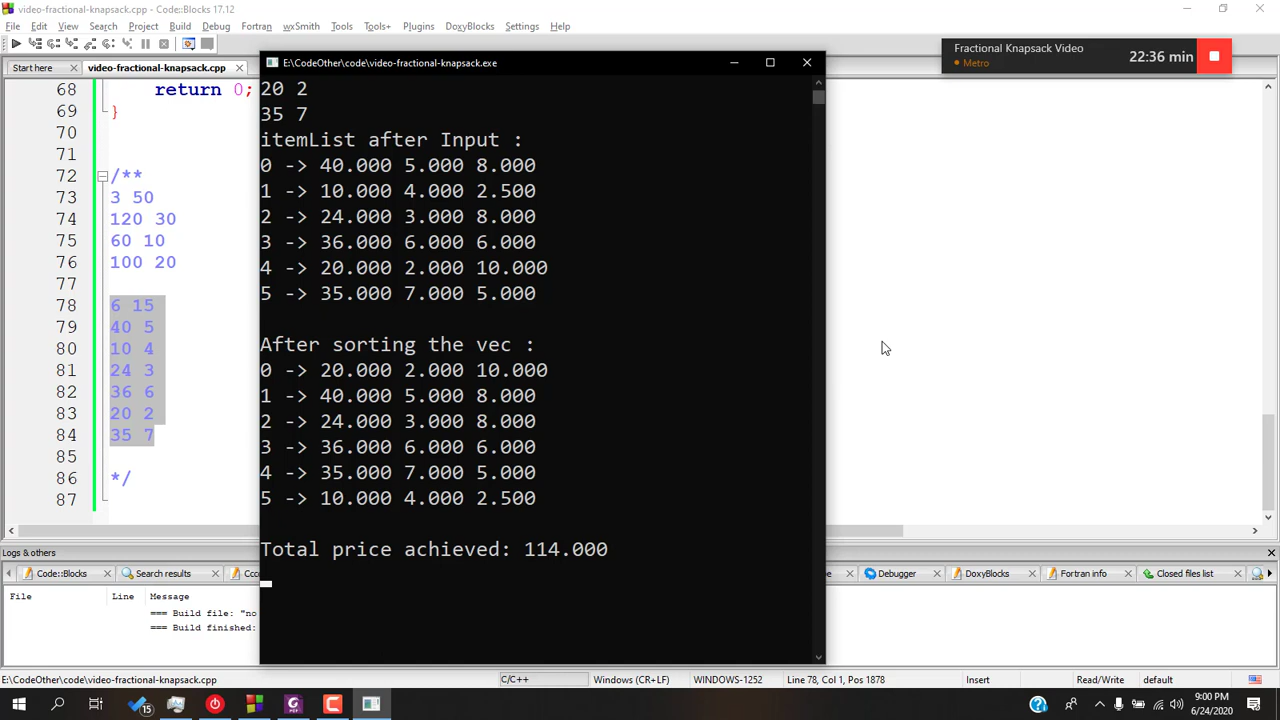 video-fractional-knapsack.cpp - Code::Blocks 17.12
File Edit View Search Project Build Debug Fortran wxSmith Tools Tools+ Plugins DoxyBlocks Settings Help
Fractional Knapsack Video
Metro
22:36 min
Start here
video-fractional-knapsack.cpp
E:\CodeOther\code\video-fractional-knapsack.exe
68 return 0;
69 }
70
71
72 /**
73 3 50
74 120 30
75 60 10
76 100 20
77
78 6 15
79 40 5
80 10 4
81 24 3
82 36 6
83 20 2
84 35 7
85
86 */
87
20 2
35 7
itemList after Input :
0 -> 40.000 5.000 8.000
1 -> 10.000 4.000 2.500
2 -> 24.000 3.000 8.000
3 -> 36.000 6.000 6.000
4 -> 20.000 2.000 10.000
5 -> 35.000 7.000 5.000
After sorting the vec :
0 -> 20.000 2.000 10.000
1 -> 40.000 5.000 8.000
2 -> 24.000 3.000 8.000
3 -> 36.000 6.000 6.000
4 -> 35.000 7.000 5.000
5 -> 10.000 4.000 2.500
Total price achieved: 114.000
Logs & others
Code::Blocks Search results Debugger DoxyBlocks Fortran info Closed files list
File Line Message
=== Build file: "no
=== Build finished:
E:\CodeOther\code\video-fractional-knapsack.cpp C/C++ Windows (CR+LF) WINDOWS-1252 Line 78, Col 1, Pos 1878 Insert Read/Write default
15
9:00 PM
6/24/2020